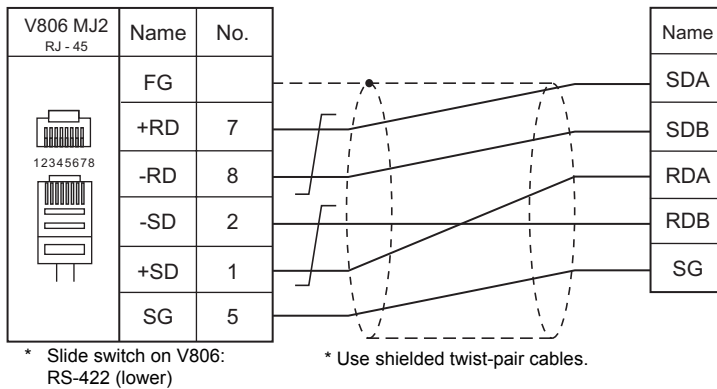 V806 MJ2
RJ - 45
Name
No.
Name
FG
SDA
+RD
7
SDB
12345678
-RD
8
RDA
-SD
2
RDB
+SD
1
SG
SG
5
* Slide switch on V806:
RS-422 (lower)
* Use shielded twist-pair cables.